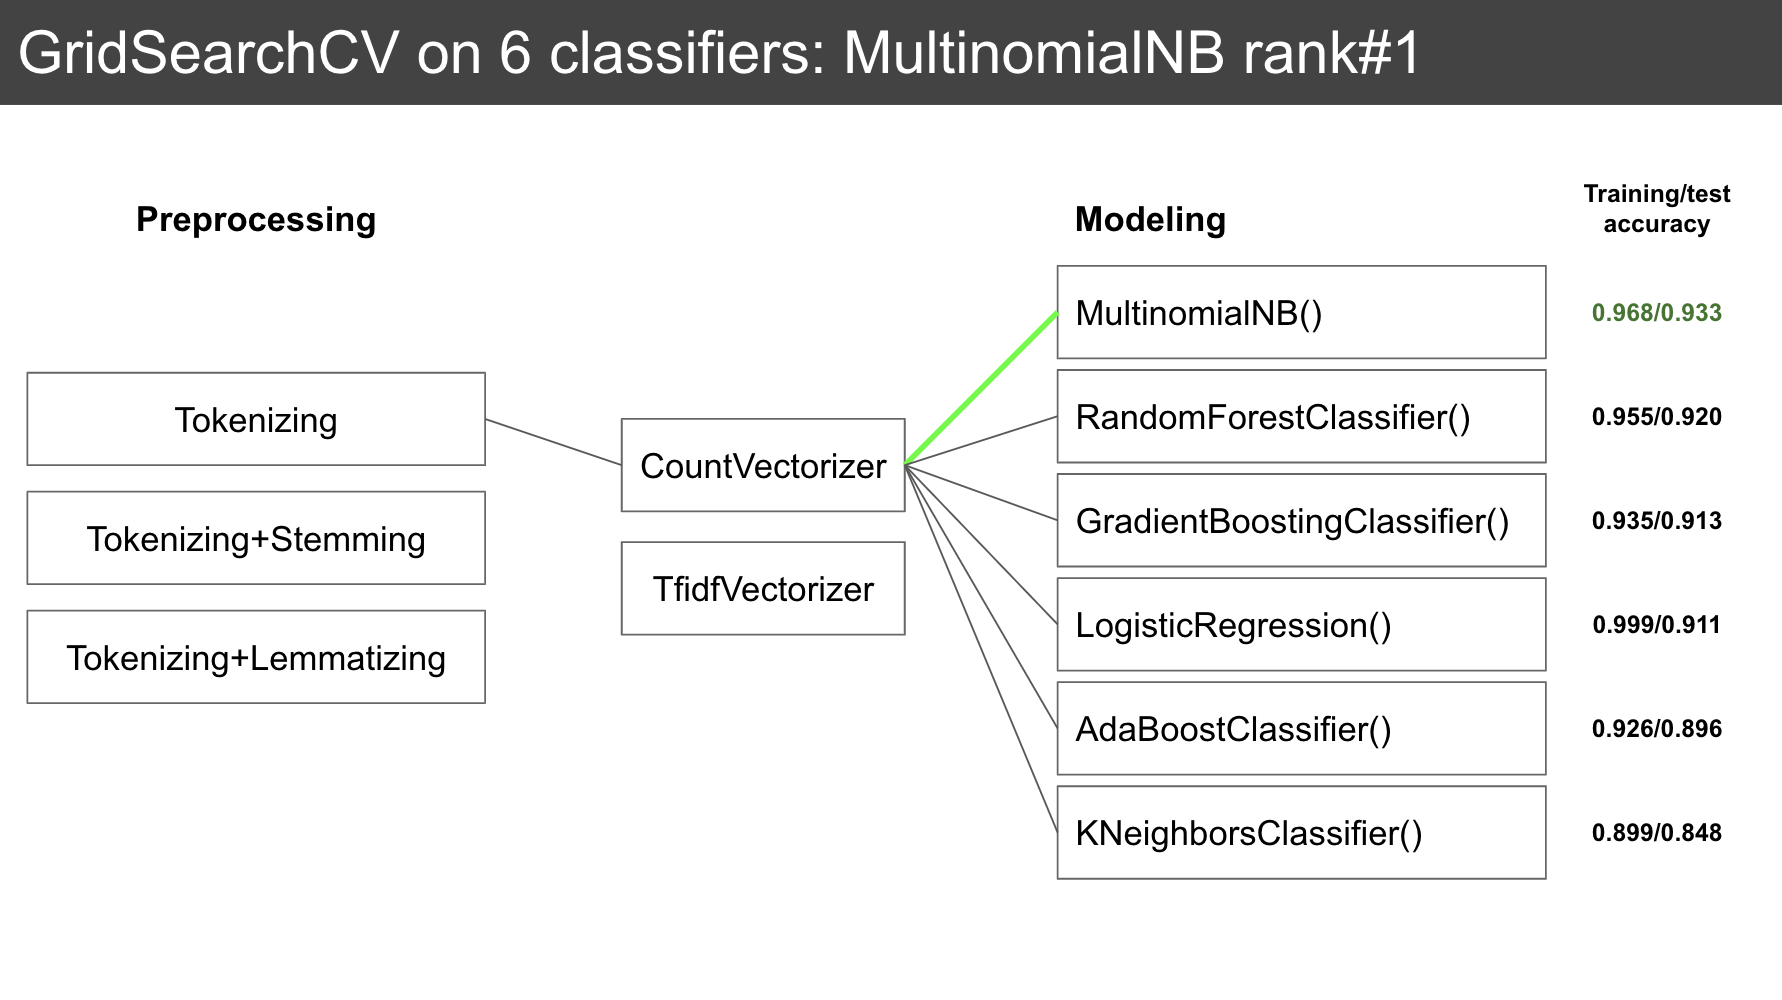 GridSearchCV on 6 classifiers: MultinomialNB rank#1
Preprocessing
Tokenizing
Tokenizing+Stemming
Tokenizing+Lemmatizing
CountVectorizer
TfidfVectorizer
Modeling
Training/test
accuracy
MultinomialNB()
0.968/0.933
RandomForestClassifier()
0.955/0.920
GradientBoostingClassifier()
0.935/0.913
LogisticRegression()
0.999/0.911
AdaBoostClassifier()
0.926/0.896
KNeighborsClassifier()
0.899/0.848